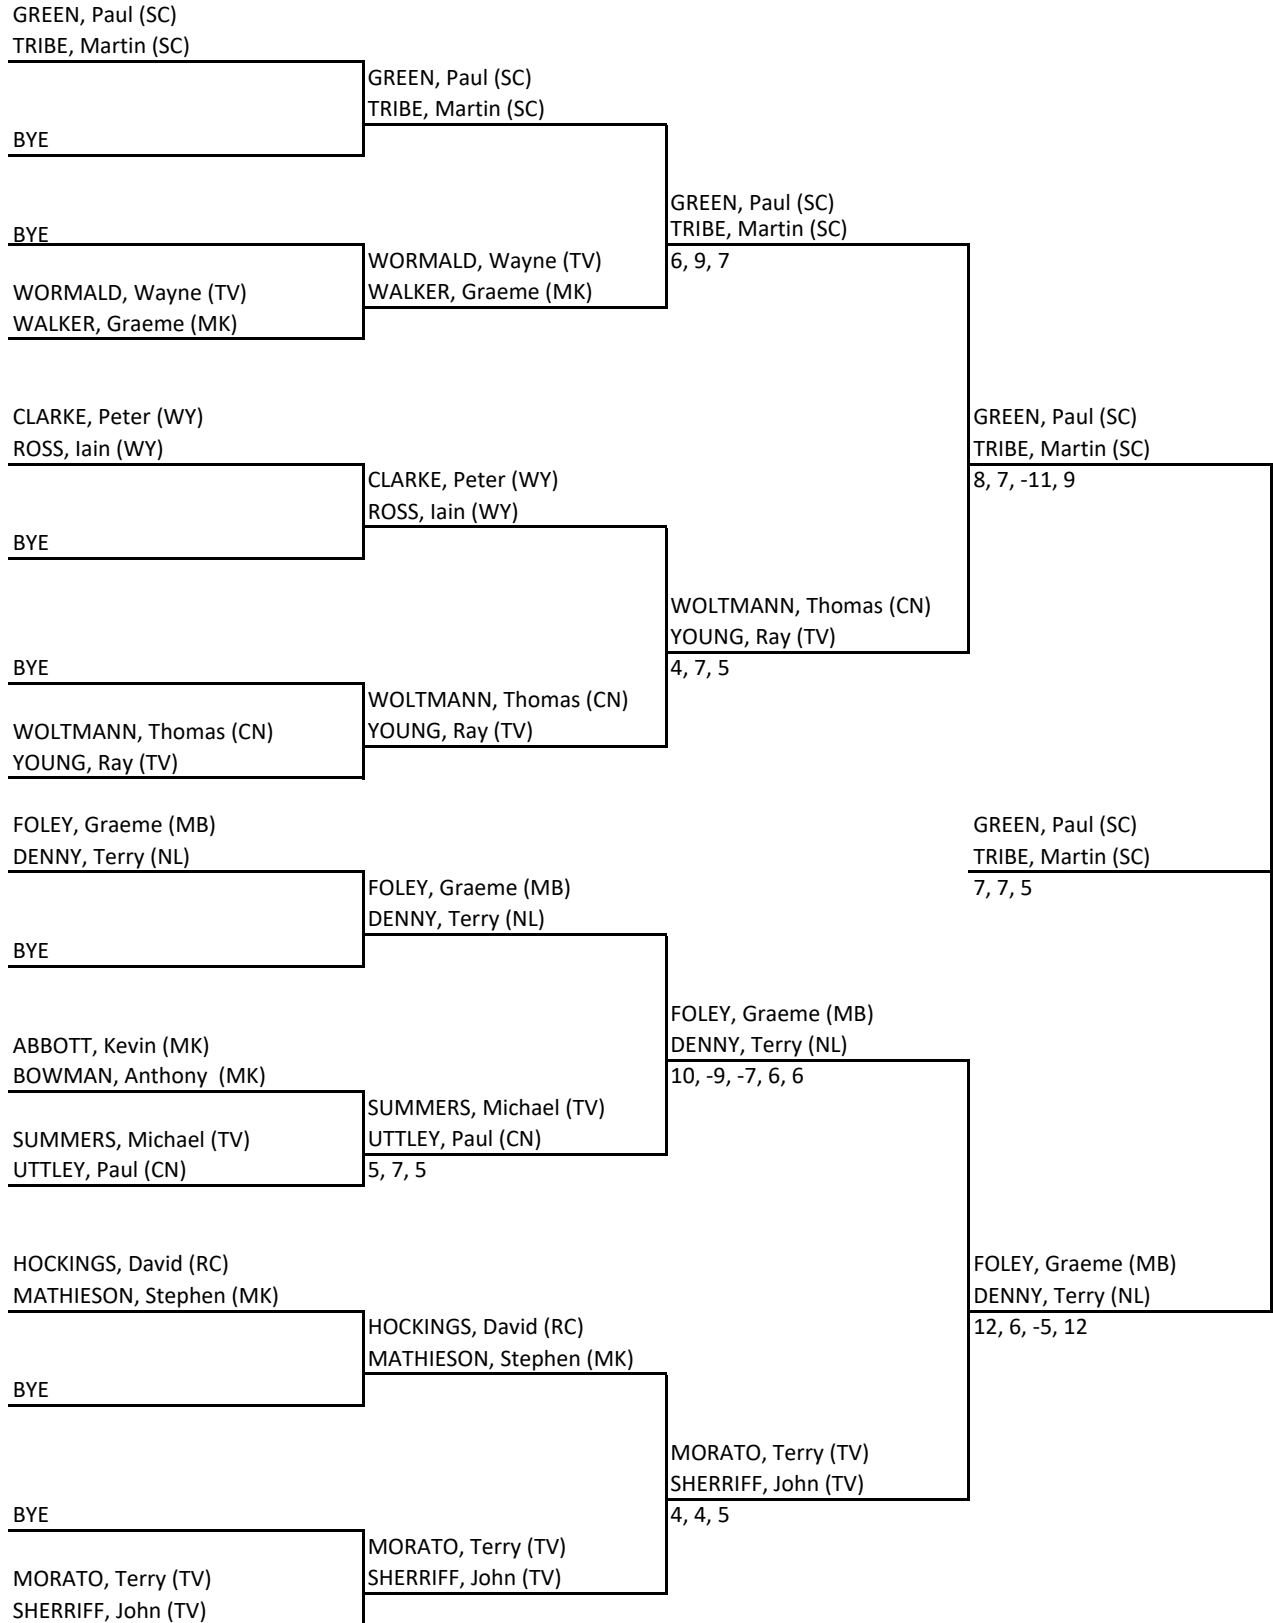 GREEN, Paul (SC)
TRIBE, Martin (SC)
GREEN, Paul (SC)
TRIBE, Martin (SC)
BYE
GREEN, Paul (SC)
BYE
TRIBE, Martin (SC)
WORMALD, Wayne (TV)
6, 9, 7
WORMALD, Wayne (TV)
WALKER, Graeme (MK)
WALKER, Graeme (MK)
CLARKE, Peter (WY)
GREEN, Paul (SC)
ROSS, Iain (WY)
TRIBE, Martin (SC)
CLARKE, Peter (WY)
8, 7, -11, 9
ROSS, Iain (WY)
BYE
WOLTMANN, Thomas (CN)
YOUNG, Ray (TV)
BYE
4, 7, 5
WOLTMANN, Thomas (CN)
WOLTMANN, Thomas (CN)
YOUNG, Ray (TV)
YOUNG, Ray (TV)
FOLEY, Graeme (MB)
GREEN, Paul (SC)
DENNY, Terry (NL)
TRIBE, Martin (SC)
FOLEY, Graeme (MB)
7, 7, 5
DENNY, Terry (NL)
BYE
FOLEY, Graeme (MB)
ABBOTT, Kevin (MK)
DENNY, Terry (NL)
BOWMAN, Anthony (MK)
10, -9, -7, 6, 6
SUMMERS, Michael (TV)
SUMMERS, Michael (TV)
UTTLEY, Paul (CN)
UTTLEY, Paul (CN)
5, 7, 5
HOCKINGS, David (RC)
FOLEY, Graeme (MB)
MATHIESON, Stephen (MK)
DENNY, Terry (NL)
HOCKINGS, David (RC)
12, 6, -5, 12
MATHIESON, Stephen (MK)
BYE
MORATO, Terry (TV)
SHERRIFF, John (TV)
BYE
4, 4, 5
MORATO, Terry (TV)
MORATO, Terry (TV)
SHERRIFF, John (TV)
SHERRIFF, John (TV)